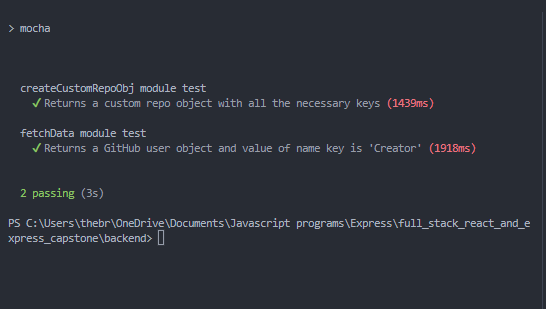 > mocha
createCustomRepoObj module test
✓ Returns a custom repo object with all the necessary keys (1439ms)
fetchData module test
✓ Returns a GitHub user object and value of name key is 'Creator' (1918ms)
2 passing (3s)
PS C:\Users\thebr\OneDrive\Documents\Javascript programs\Express\full_stack_react_and_e
xpress_capstone\backend>